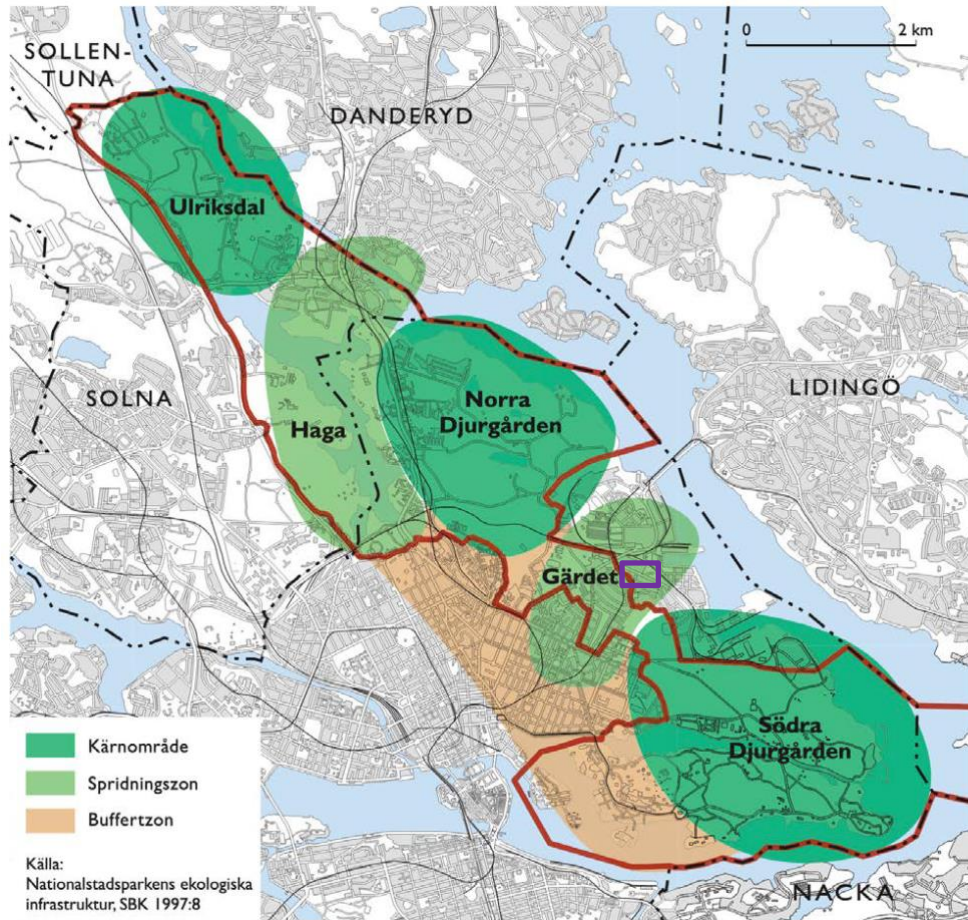 SOLLEN-
TUNA
DANDERYD
0 2 km
Ulriksdal
SOLNA
Haga
Norra
Djurgården
LIDINGÖ
Gärdet
Södra
Djurgården
Kärnområde
Spridningszon
Buffertzon
Källa:
Nationalstadsparkens ekologiska
infrastruktur, SBK 1997:8
NACKA